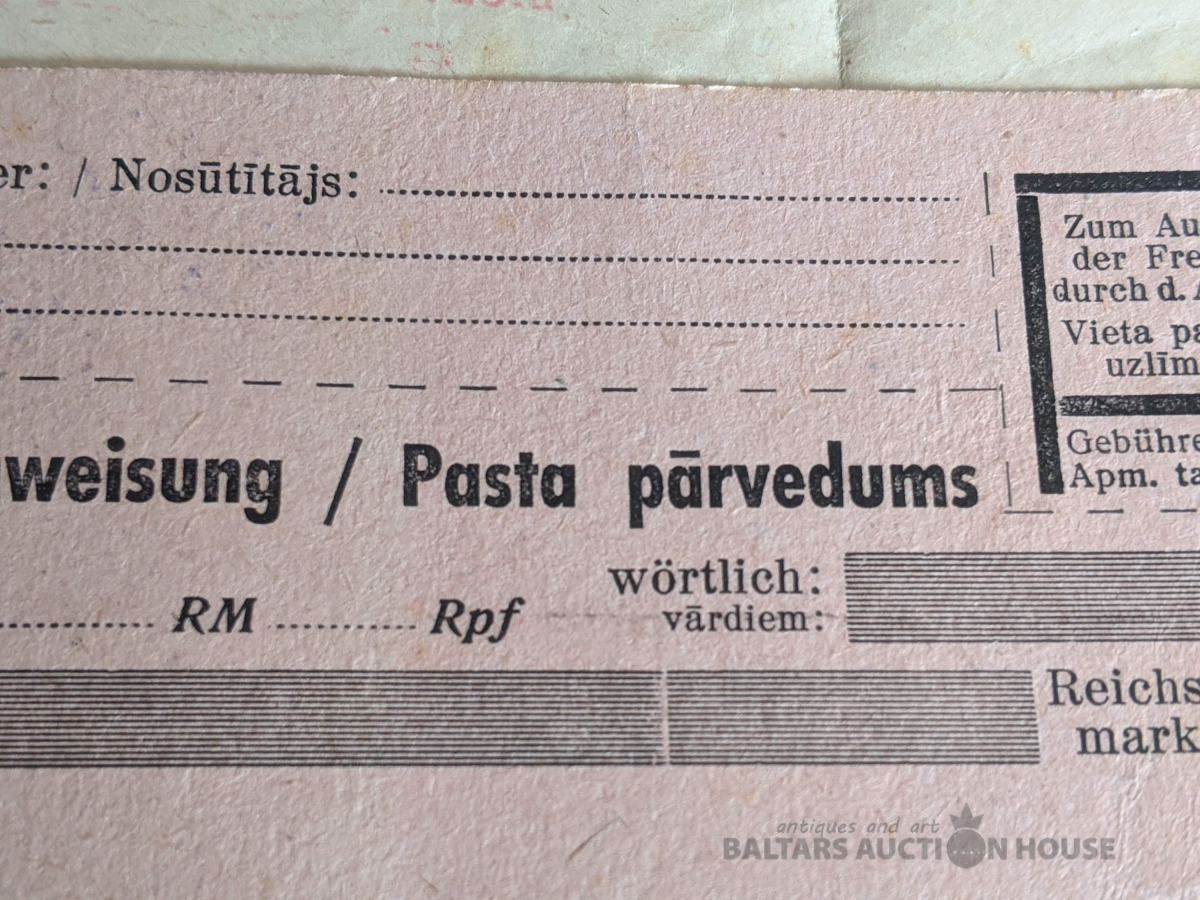 er: / Nosūtītājs:
Zum Au
der Fre
durch d. A
Vieta pa
uzlīm
weisung / Pasta pārvedums
Gebühre
Apm. ta
RM Rpf
wörtlich:
vārdiem:
Reichs
mark
antiques and art
BALTARS AUCTION HOUSE